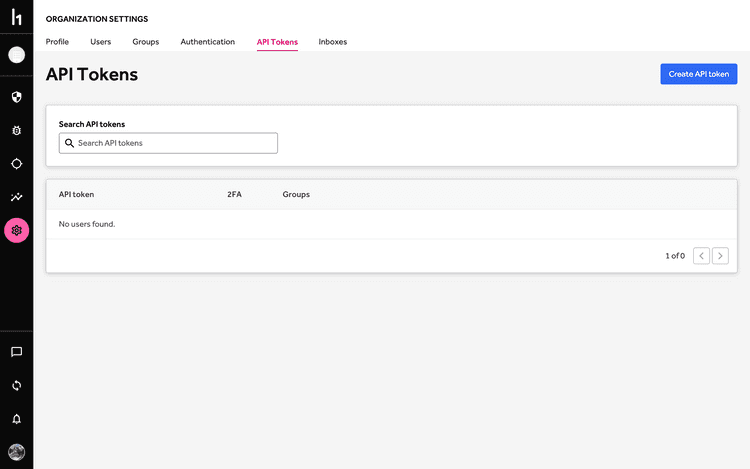 h1
ORGANIZATION SETTINGS
Profile Users Groups Authentication API Tokens Inboxes
API Tokens
Create API token
Search API tokens
Search API tokens
API token 2FA Groups
No users found.
1 of 0